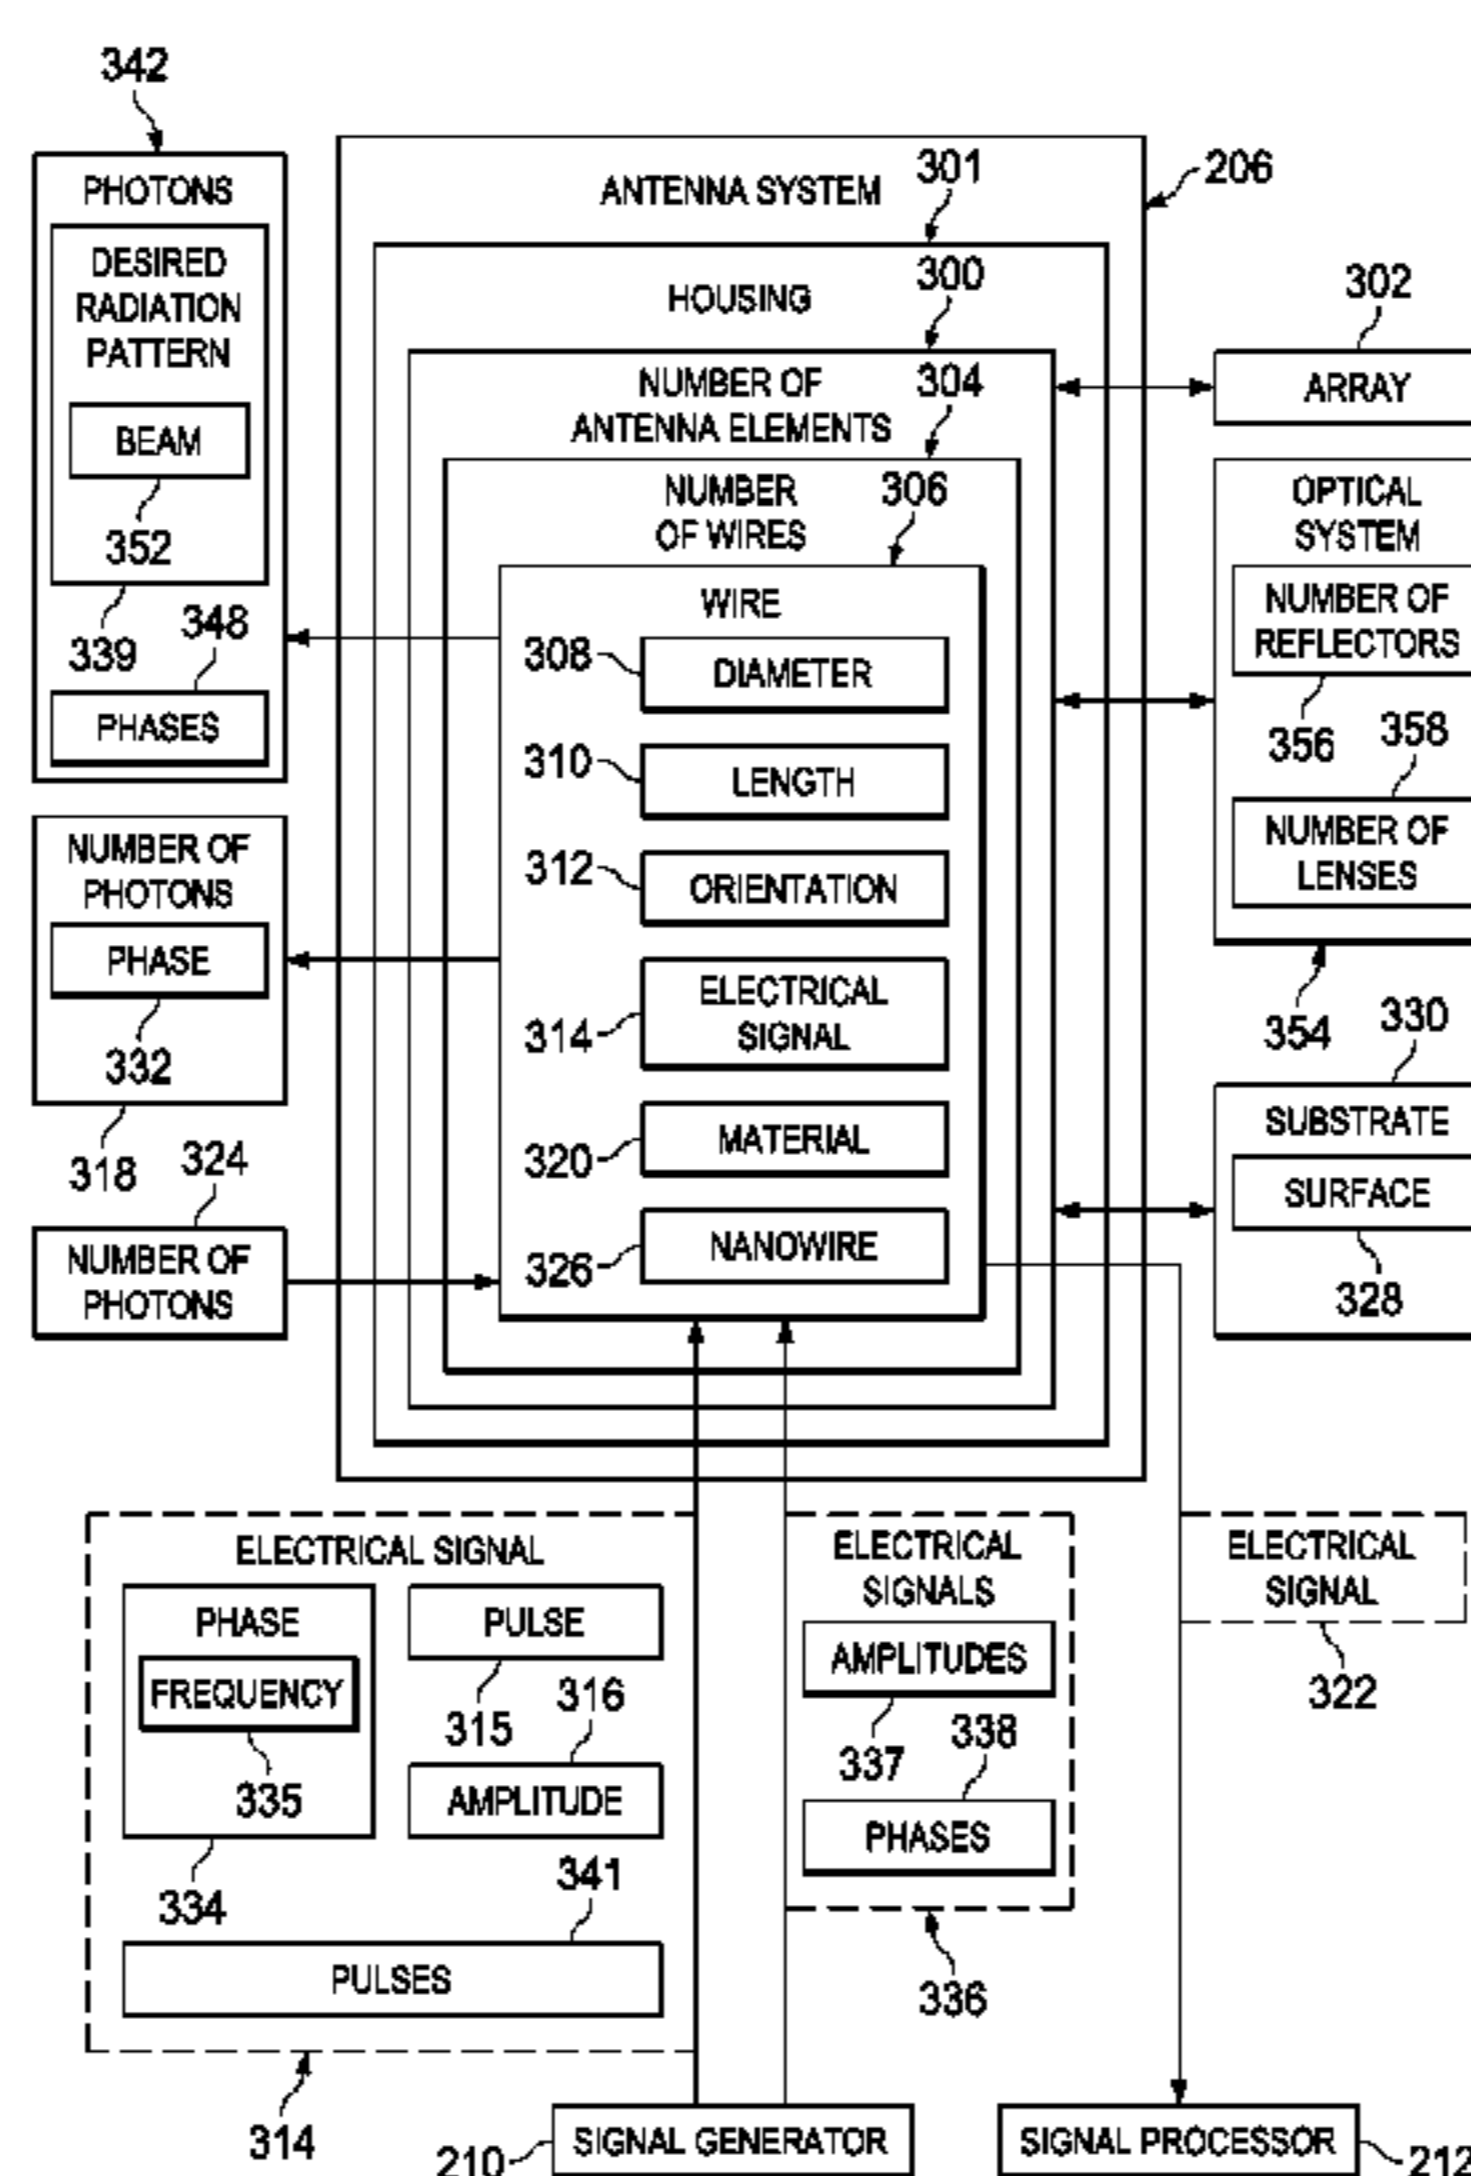 342
PHOTONS
DESIRED
RADIATION
PATTERN
BEAM
352
339
348
PHASES
NUMBER OF
PHOTONS
PHASE
332
318
324
NUMBER OF
PHOTONS
ANTENNA SYSTEM
301
206
HOUSING
300
NUMBER OF
ANTENNA ELEMENTS
304
NUMBER
OF WIRES
306
WIRE
308
DIAMETER
310
LENGTH
312
ORIENTATION
314
ELECTRICAL
SIGNAL
320
MATERIAL
326
NANOWIRE
302
ARRAY
OPTICAL
SYSTEM
NUMBER OF
REFLECTORS
356
358
NUMBER OF
LENSES
354
330
SUBSTRATE
SURFACE
328
ELECTRICAL SIGNAL
PHASE
FREQUENCY
335
334
PULSE
315
316
AMPLITUDE
341
PULSES
314
ELECTRICAL
SIGNALS
AMPLITUDES
337
338
PHASES
336
ELECTRICAL
SIGNAL
322
210
SIGNAL GENERATOR
SIGNAL PROCESSOR
212